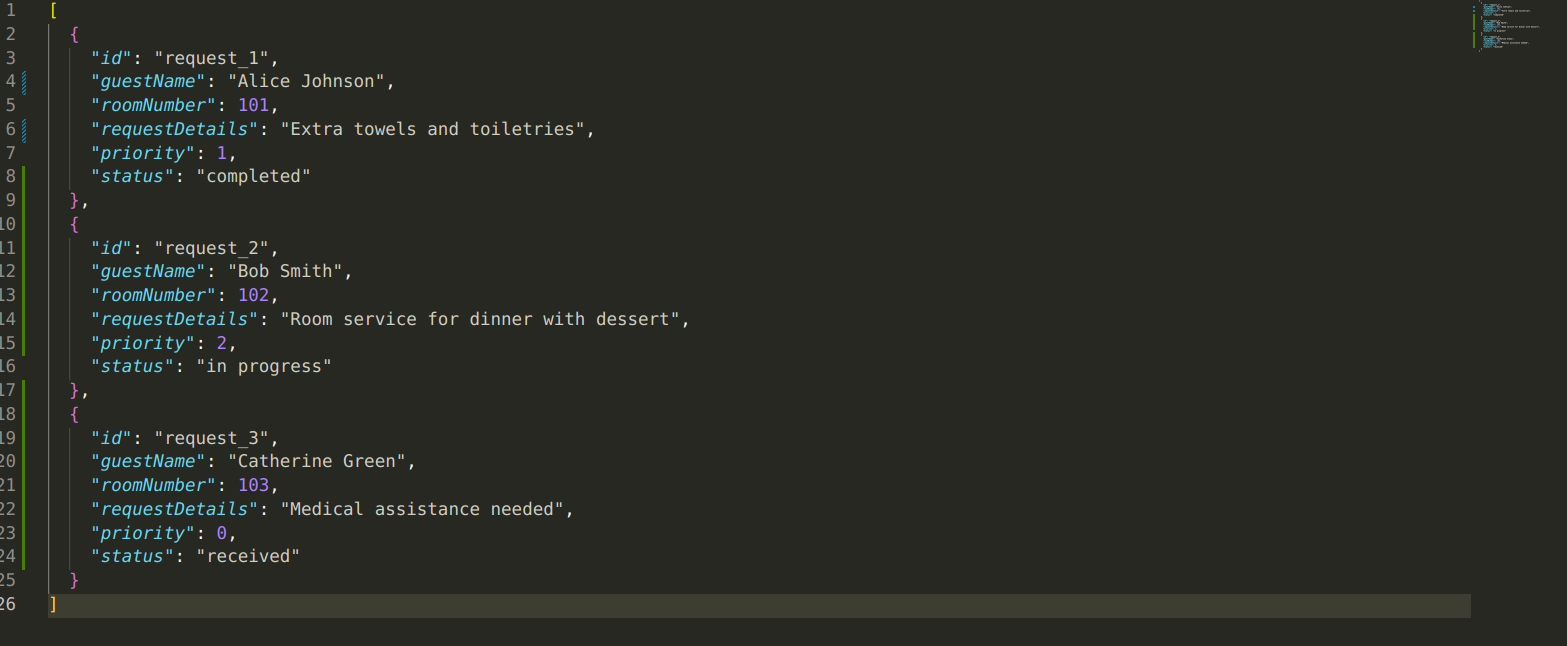 1 [
2 {
3 "id": "request_1",
4 "guestName": "Alice Johnson",
5 "roomNumber": 101,
6 "requestDetails": "Extra towels and toiletries",
7 "priority": 1,
8 "status": "completed"
9 },
10 {
11 "id": "request_2",
12 "guestName": "Bob Smith",
13 "roomNumber": 102,
14 "requestDetails": "Room service for dinner with dessert",
15 "priority": 2,
16 "status": "in progress"
17 },
18 {
19 "id": "request_3",
20 "guestName": "Catherine Green",
21 "roomNumber": 103,
22 "requestDetails": "Medical assistance needed",
23 "priority": 0,
24 "status": "received"
25 }
26 ]